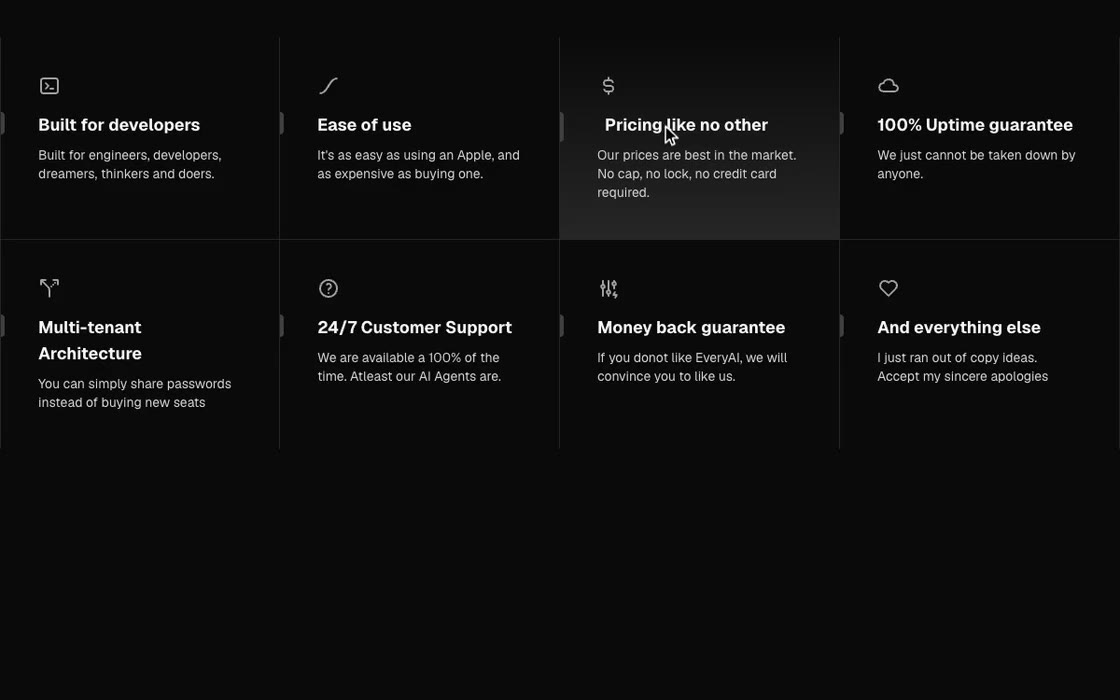 Built for developers
Built for engineers, developers,
dreamers, thinkers and doers.
Ease of use
It's as easy as using an Apple, and
as expensive as buying one.
Pricing like no other
Our prices are best in the market.
No cap, no lock, no credit card
required.
100% Uptime guarantee
We just cannot be taken down by
anyone.
Multi-tenant
Architecture
You can simply share passwords
instead of buying new seats
24/7 Customer Support
We are available a 100% of the
time. Atleast our AI Agents are.
Money back guarantee
If you donot like EveryAI, we will
convince you to like us.
And everything else
I just ran out of copy ideas.
Accept my sincere apologies